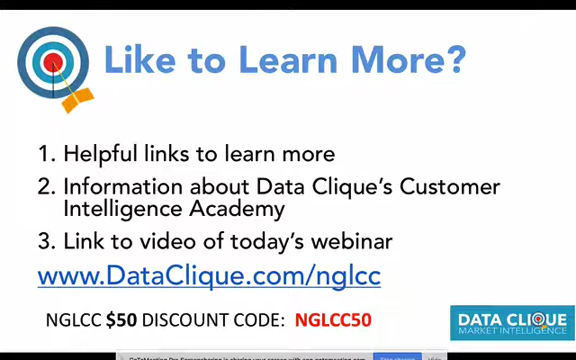 Like to Learn More?
1. Helpful links to learn more
2. Information about Data Clique's Customer
Intelligence Academy
3. Link to video of today's webinar
www.DataClique.com/nglcc
NGLCC $50 DISCOUNT CODE: NGLCC50
DATA CLIQUE
MARKET INTELLIGENCE
Hide